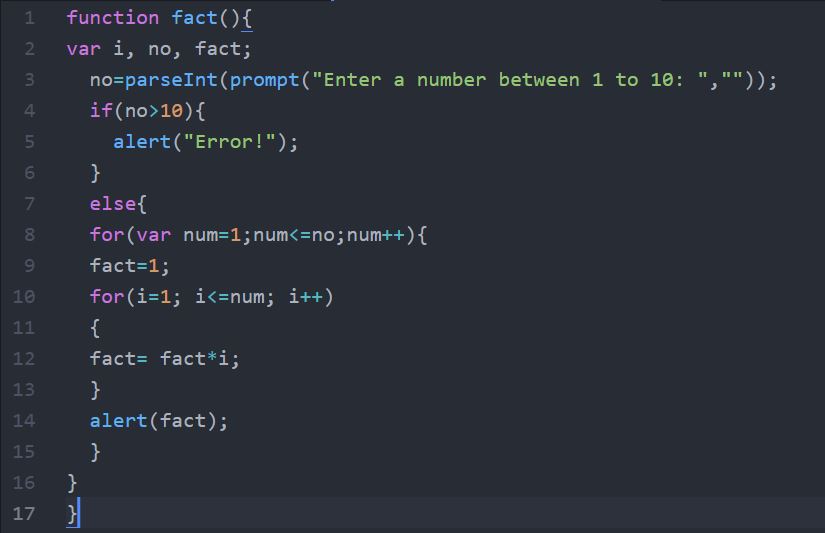 1 function fact(){
2 var i, no, fact;
3 no=parseInt(prompt("Enter a number between 1 to 10: ",""));
4 if(no>10){
5 alert("Error!");
6 }
7 else{
8 for(var num=1;num<=no;num++){
9 fact=1;
10 for(i=1; i<=num; i++)
11 {
12 fact= fact*i;
13 }
14 alert(fact);
15 }
16 }
17 }